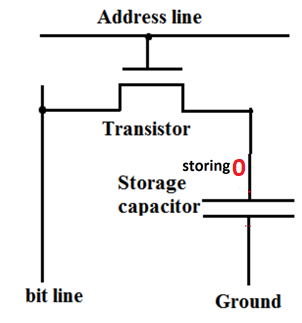 Address line
Transistor
storing 0
Storage
capacitor
bit line
Ground